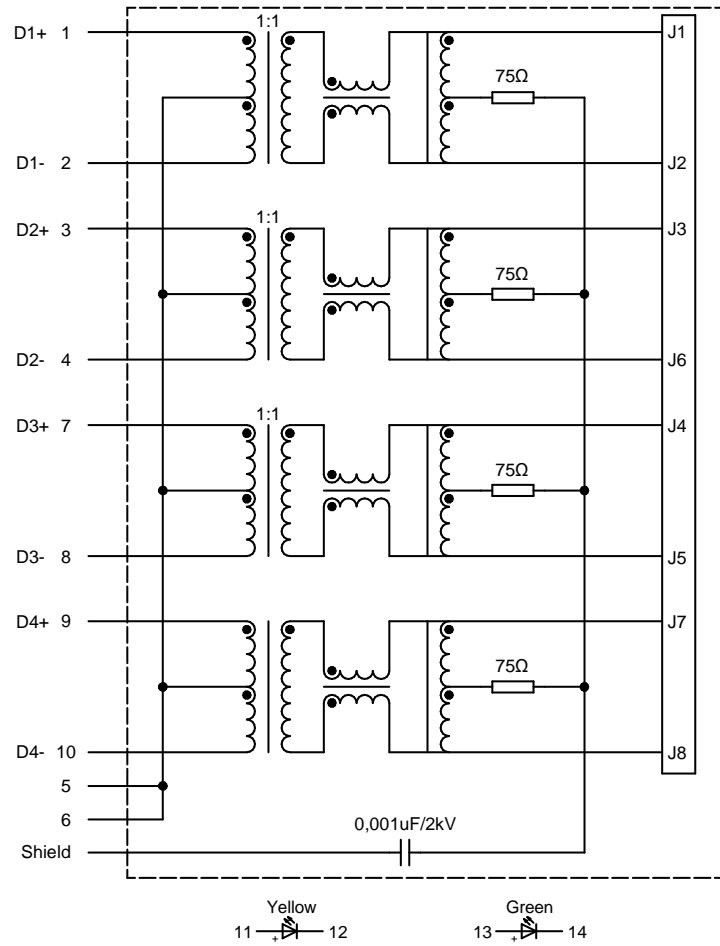 1:1
D1+ 1 J1
75Ω
D1- 2 J2
1:1
D2+ 3 J3
75Ω
D2- 4 J6
1:1
D3+ 7 J4
75Ω
D3- 8 J5
D4+ 9 J7
75Ω
D4- 10 J8
5
6
0,001uF/2kV
Shield
Yellow Green
11 + 12 13 + 14